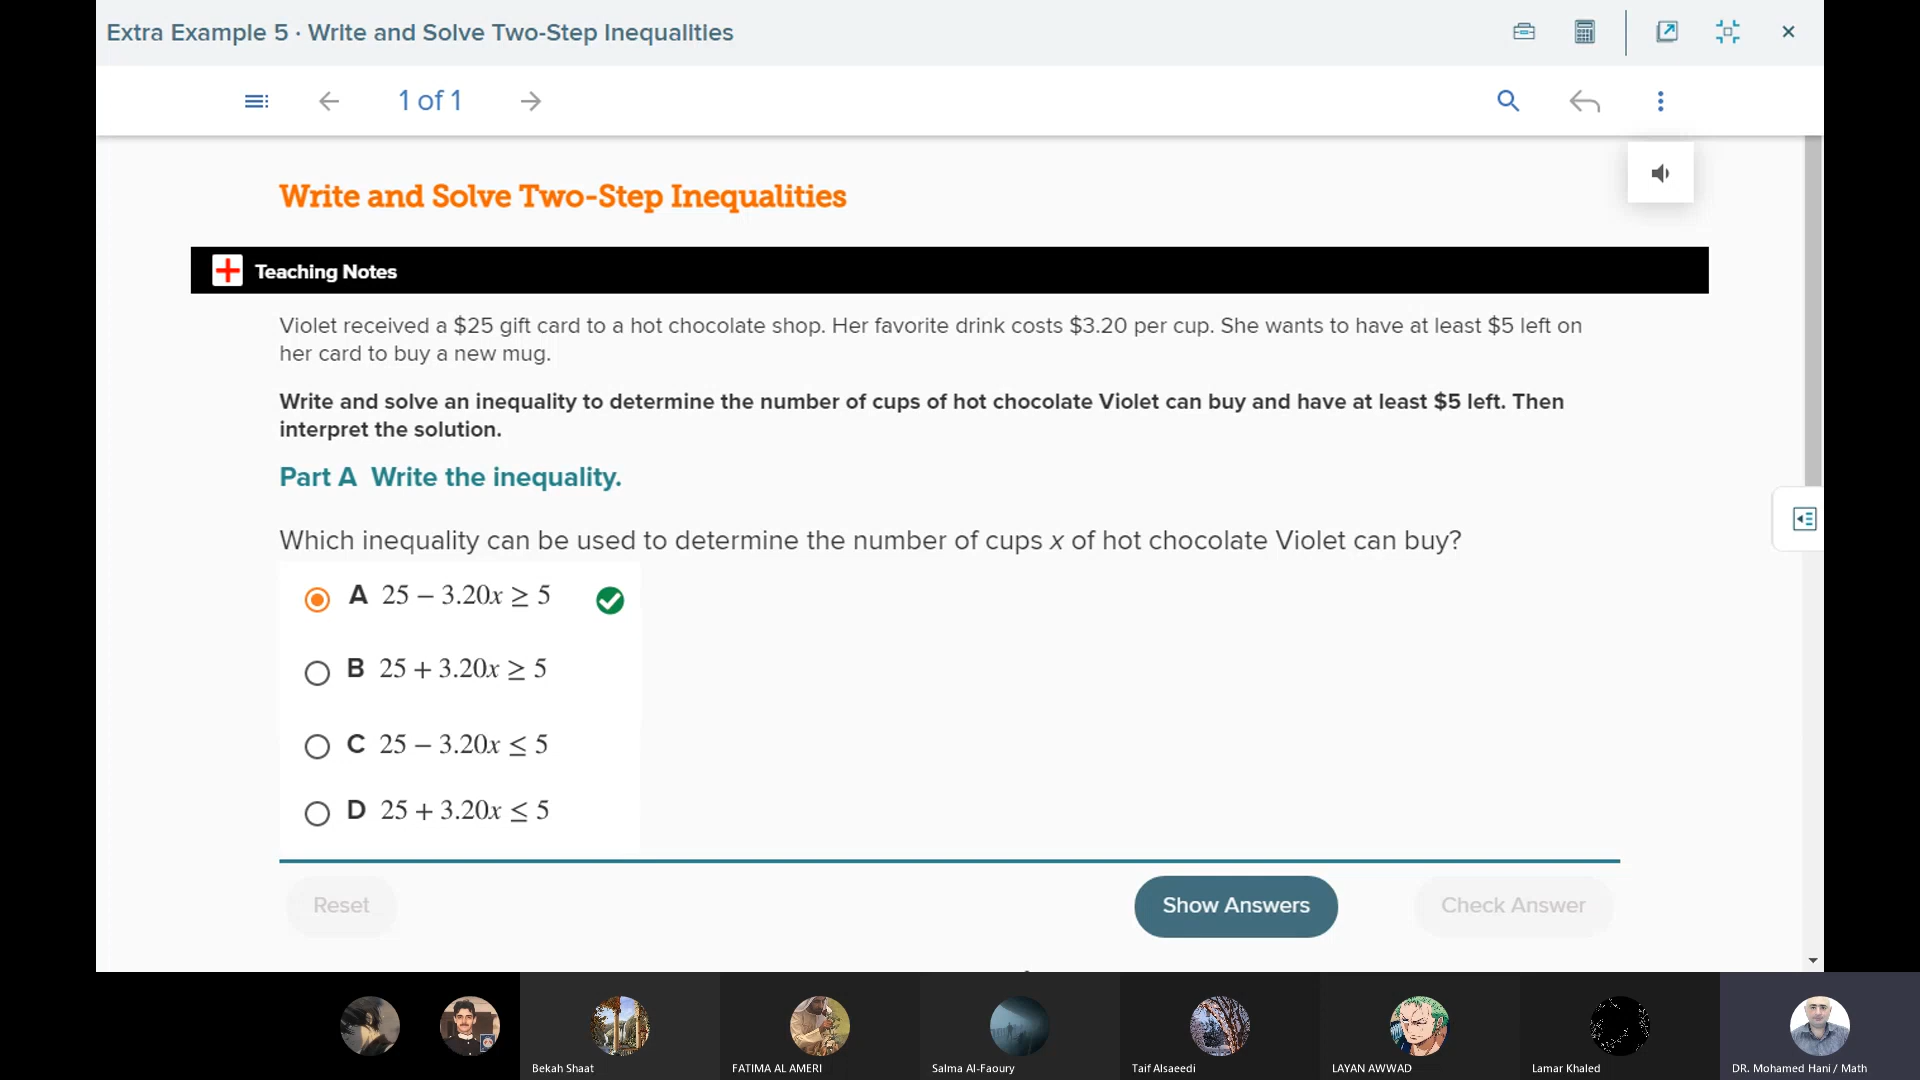 Extra Example 5 · Write and Solve Two-Step Inequalities
1 of 1
Write and Solve Two-Step Inequalities
Teaching Notes
Violet received a $25 gift card to a hot chocolate shop. Her favorite drink costs $3.20 per cup. She wants to have at least $5 left on
her card to buy a new mug.
Write and solve an inequality to determine the number of cups of hot chocolate Violet can buy and have at least $5 left. Then
interpret the solution.
Part A Write the inequality.
Which inequality can be used to determine the number of cups x of hot chocolate Violet can buy?
A 25 − 3.20x ≥ 5
B 25 + 3.20x ≥ 5
C 25 − 3.20x ≤ 5
D 25 + 3.20x ≤ 5
Reset
Show Answers
Check Answer
Bekah Shaat
FATIMA AL AMERI
Salma Al-Faoury
Taif Alsaeedi
LAYAN AWWAD
Lamar Khaled
DR. Mohamed Hani / Math